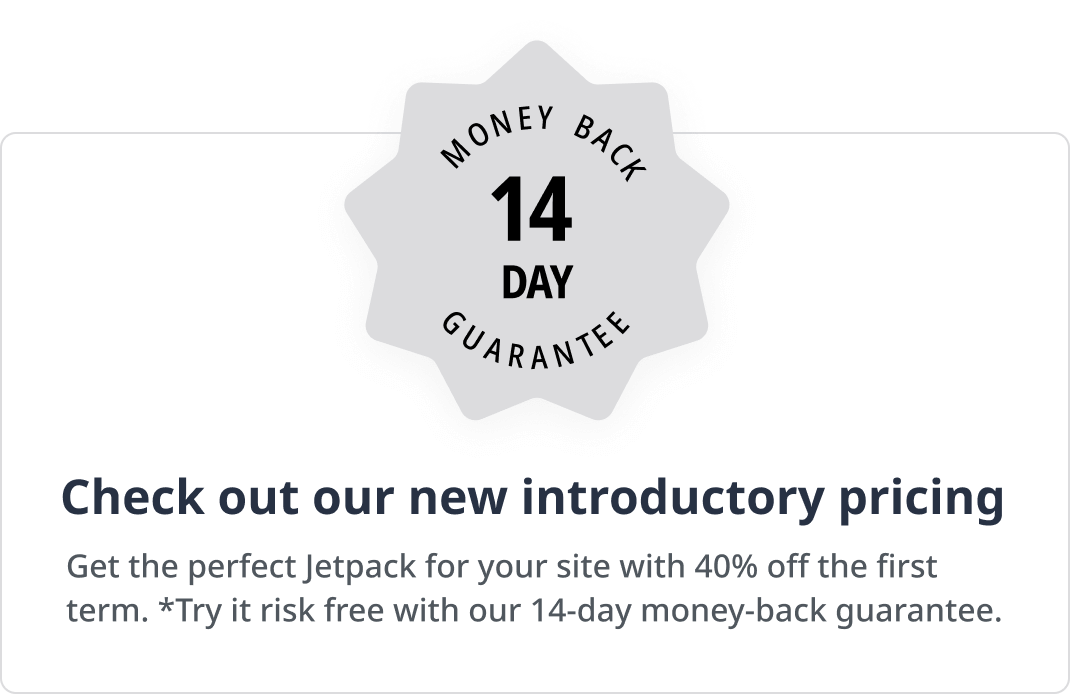 MONEY BACK
14
DAY
GUARANTEE
Check out our new introductory pricing
Get the perfect Jetpack for your site with 40% off the first
term. *Try it risk free with our 14-day money-back guarantee.